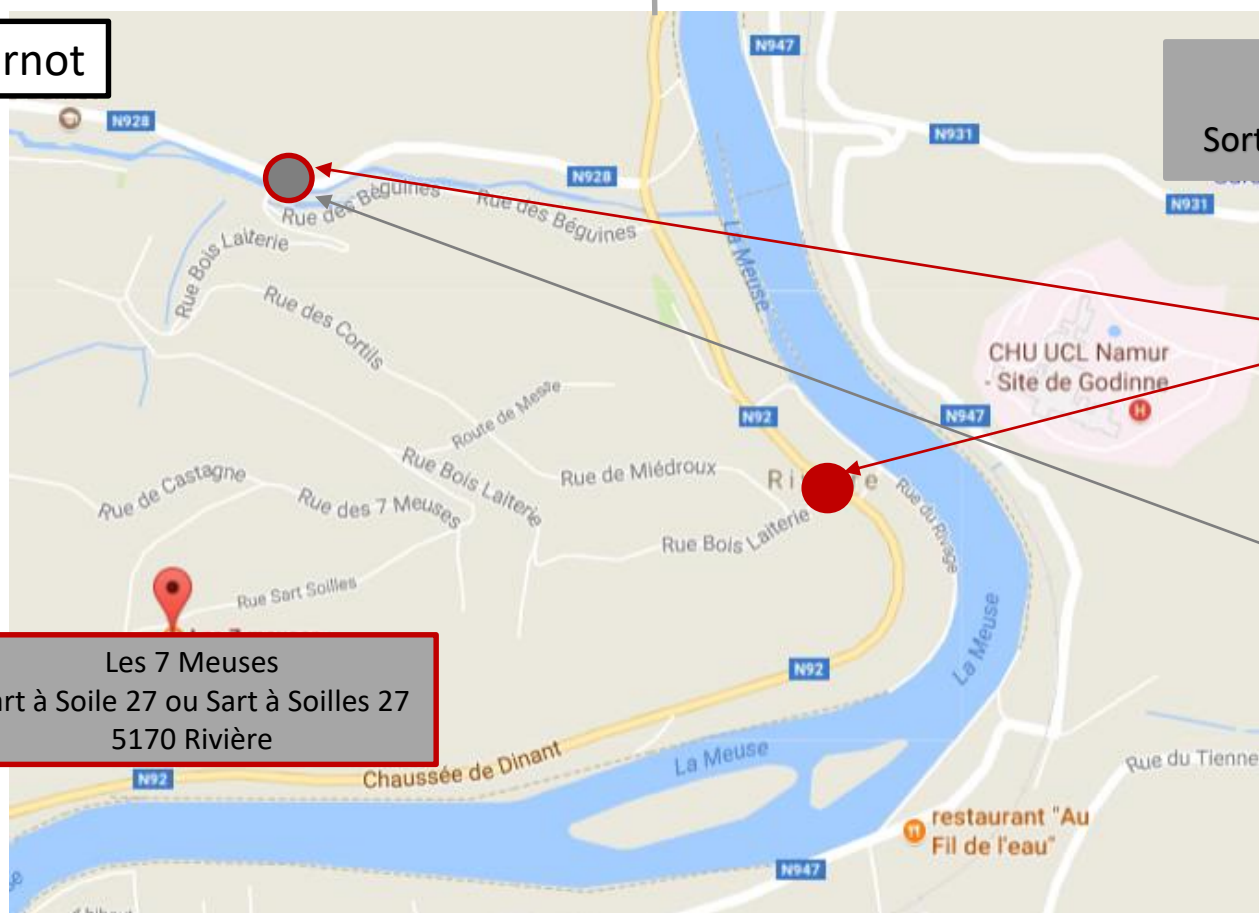 rnot
N947
N928
N931
Sort
N928
N931
Rue des Béguines
Rue des Béguines
Rue Bois Laiterie
La Meuse
Rue des Cortils
CHU UCL Namur
- Site de Godinne
H
N92
N947
Route de Mesle
Rue Bois Laiterie
Rue de Miédroux
Ri
re
Rue de Castagne
Rue des 7 Meuses
Rue du Rivage
Rue Bois Laiterie
Rue Sart Soilles
La Meuse
Les 7 Meuses
art à Soile 27 ou Sart à Soilles 27
5170 Rivière
N92
N92
Chaussée de Dinant
La Meuse
Rue du Tienne
restaurant "Au
Fil de l'eau"
N947